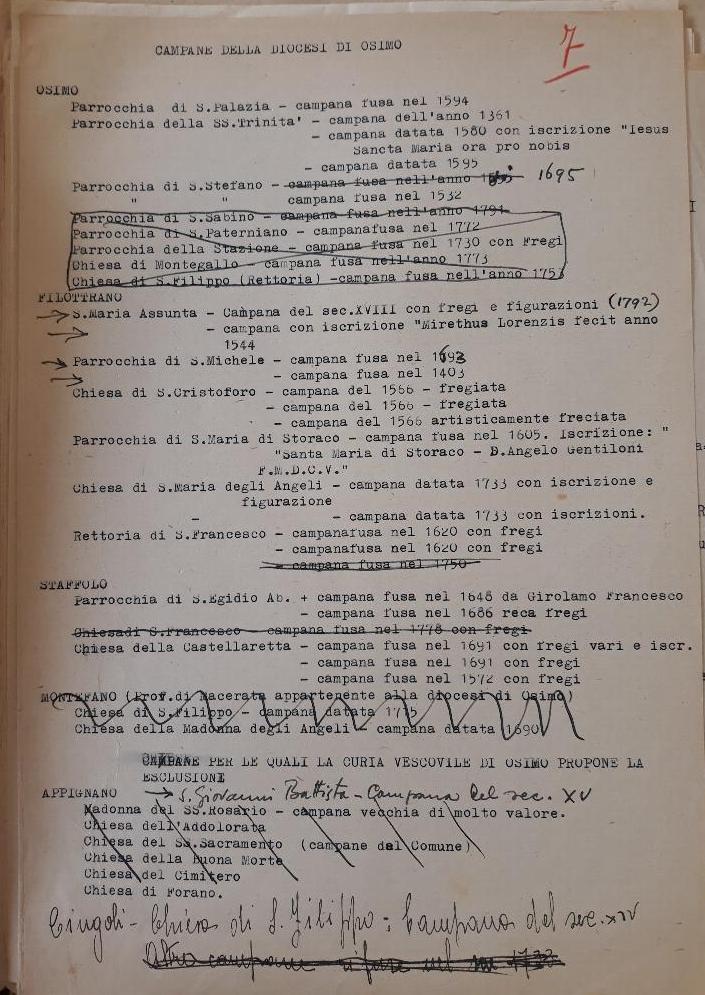 7
CAMPANE DELLA DIOCESI DI OSIMO
OSIMO
Parrocchia di S.Palazia - campana fusa nel 1594
Parrocchia della SS.Trinita' - campana dell'anno 1361
- campana datata 1580 con iscrizione "Iesus
Sancta Maria ora pro nobis
- campana datata 1595
Parrocchia di S.Stefano - campana fusa nell'anno 1695
" " campana fusa nel 1532
Parrocchia di S.Sabino - campana fusa nell'anno 1791
Parrocchia di S.Paterniano - campanafusa nel 1772
Parrocchia della Stazione - campana fusa nel 1730 con Fregi
Chiesa di Montegallo - campana fusa nell'anno 1773
Chiesa di S.Filippo (Rettoria) -campana fusa nell'anno 1753
FILOTTRANO
S.Maria Assunta - Campana del sec.XVIII con fregi e figurazioni (1792)
- campana con iscrizione "Mirethus Lorenzis fecit anno
1544
Parrocchia di S.Michele - campana fusa nel 1693
- campana fusa nel 1403
Chiesa di S.Cristoforo - campana del 1566 - fregiata
- campana del 1566 - fregiata
- campana del 1566 artisticamente freciata
Parrocchia di S.Maria di Storaco - campana fusa nel 1605. Iscrizione: "
"Santa Maria di Storaco - D.Angelo Gentiloni
F.M.D.C.V."
Chiesa di S.Maria degli Angeli - campana datata 1733 con iscrizione e
figurazione
- - campana datata 1733 con iscrizioni.
Rettoria di S.Francesco - campanafusa nel 1620 con fregi
- campanafusa nel 1620 con fregi
- campana fusa nel 1750
STAFFOLO
Parrocchia di S.Egidio Ab. + campana fusa nel 1648 da Girolamo Francesco
- campana fusa nel 1686 reca fregi
Chiesadi S.Francesco - campana fusa nel 1778 con fregi
Chiesa della Castellaretta - campana fusa nel 1691 con fregi vari e iscr.
- campana fusa nel 1691 con fregi
- campana fusa nel 1572 con fregi
MONTEFANO (Prov.di Macerata appartenente alla diocesi di Osimo)
Chiesa di S.Filippo - campana datata 1775
Chiesa della Madonna degli Angeli - campana datata 1690
CAMPANE PER LE QUALI LA CURIA VESCOVILE DI OSIMO PROPONE LA
ESCLUSIONE
APPIGNANO → S. Giovanni Battista - Campana del sec. XV
Madonna del SS.Rosario - campana vecchia di molto valore.
Chiesa dell'Addolorata
Chiesa del SS.Sacramento (campane del Comune)
Chiesa della Buona Morte
Chiesa del Cimitero
Chiesa di Forano.
Cingoli - Chiesa di S. Filippo: Campana del sec. XIV
Altra campana nel 1733